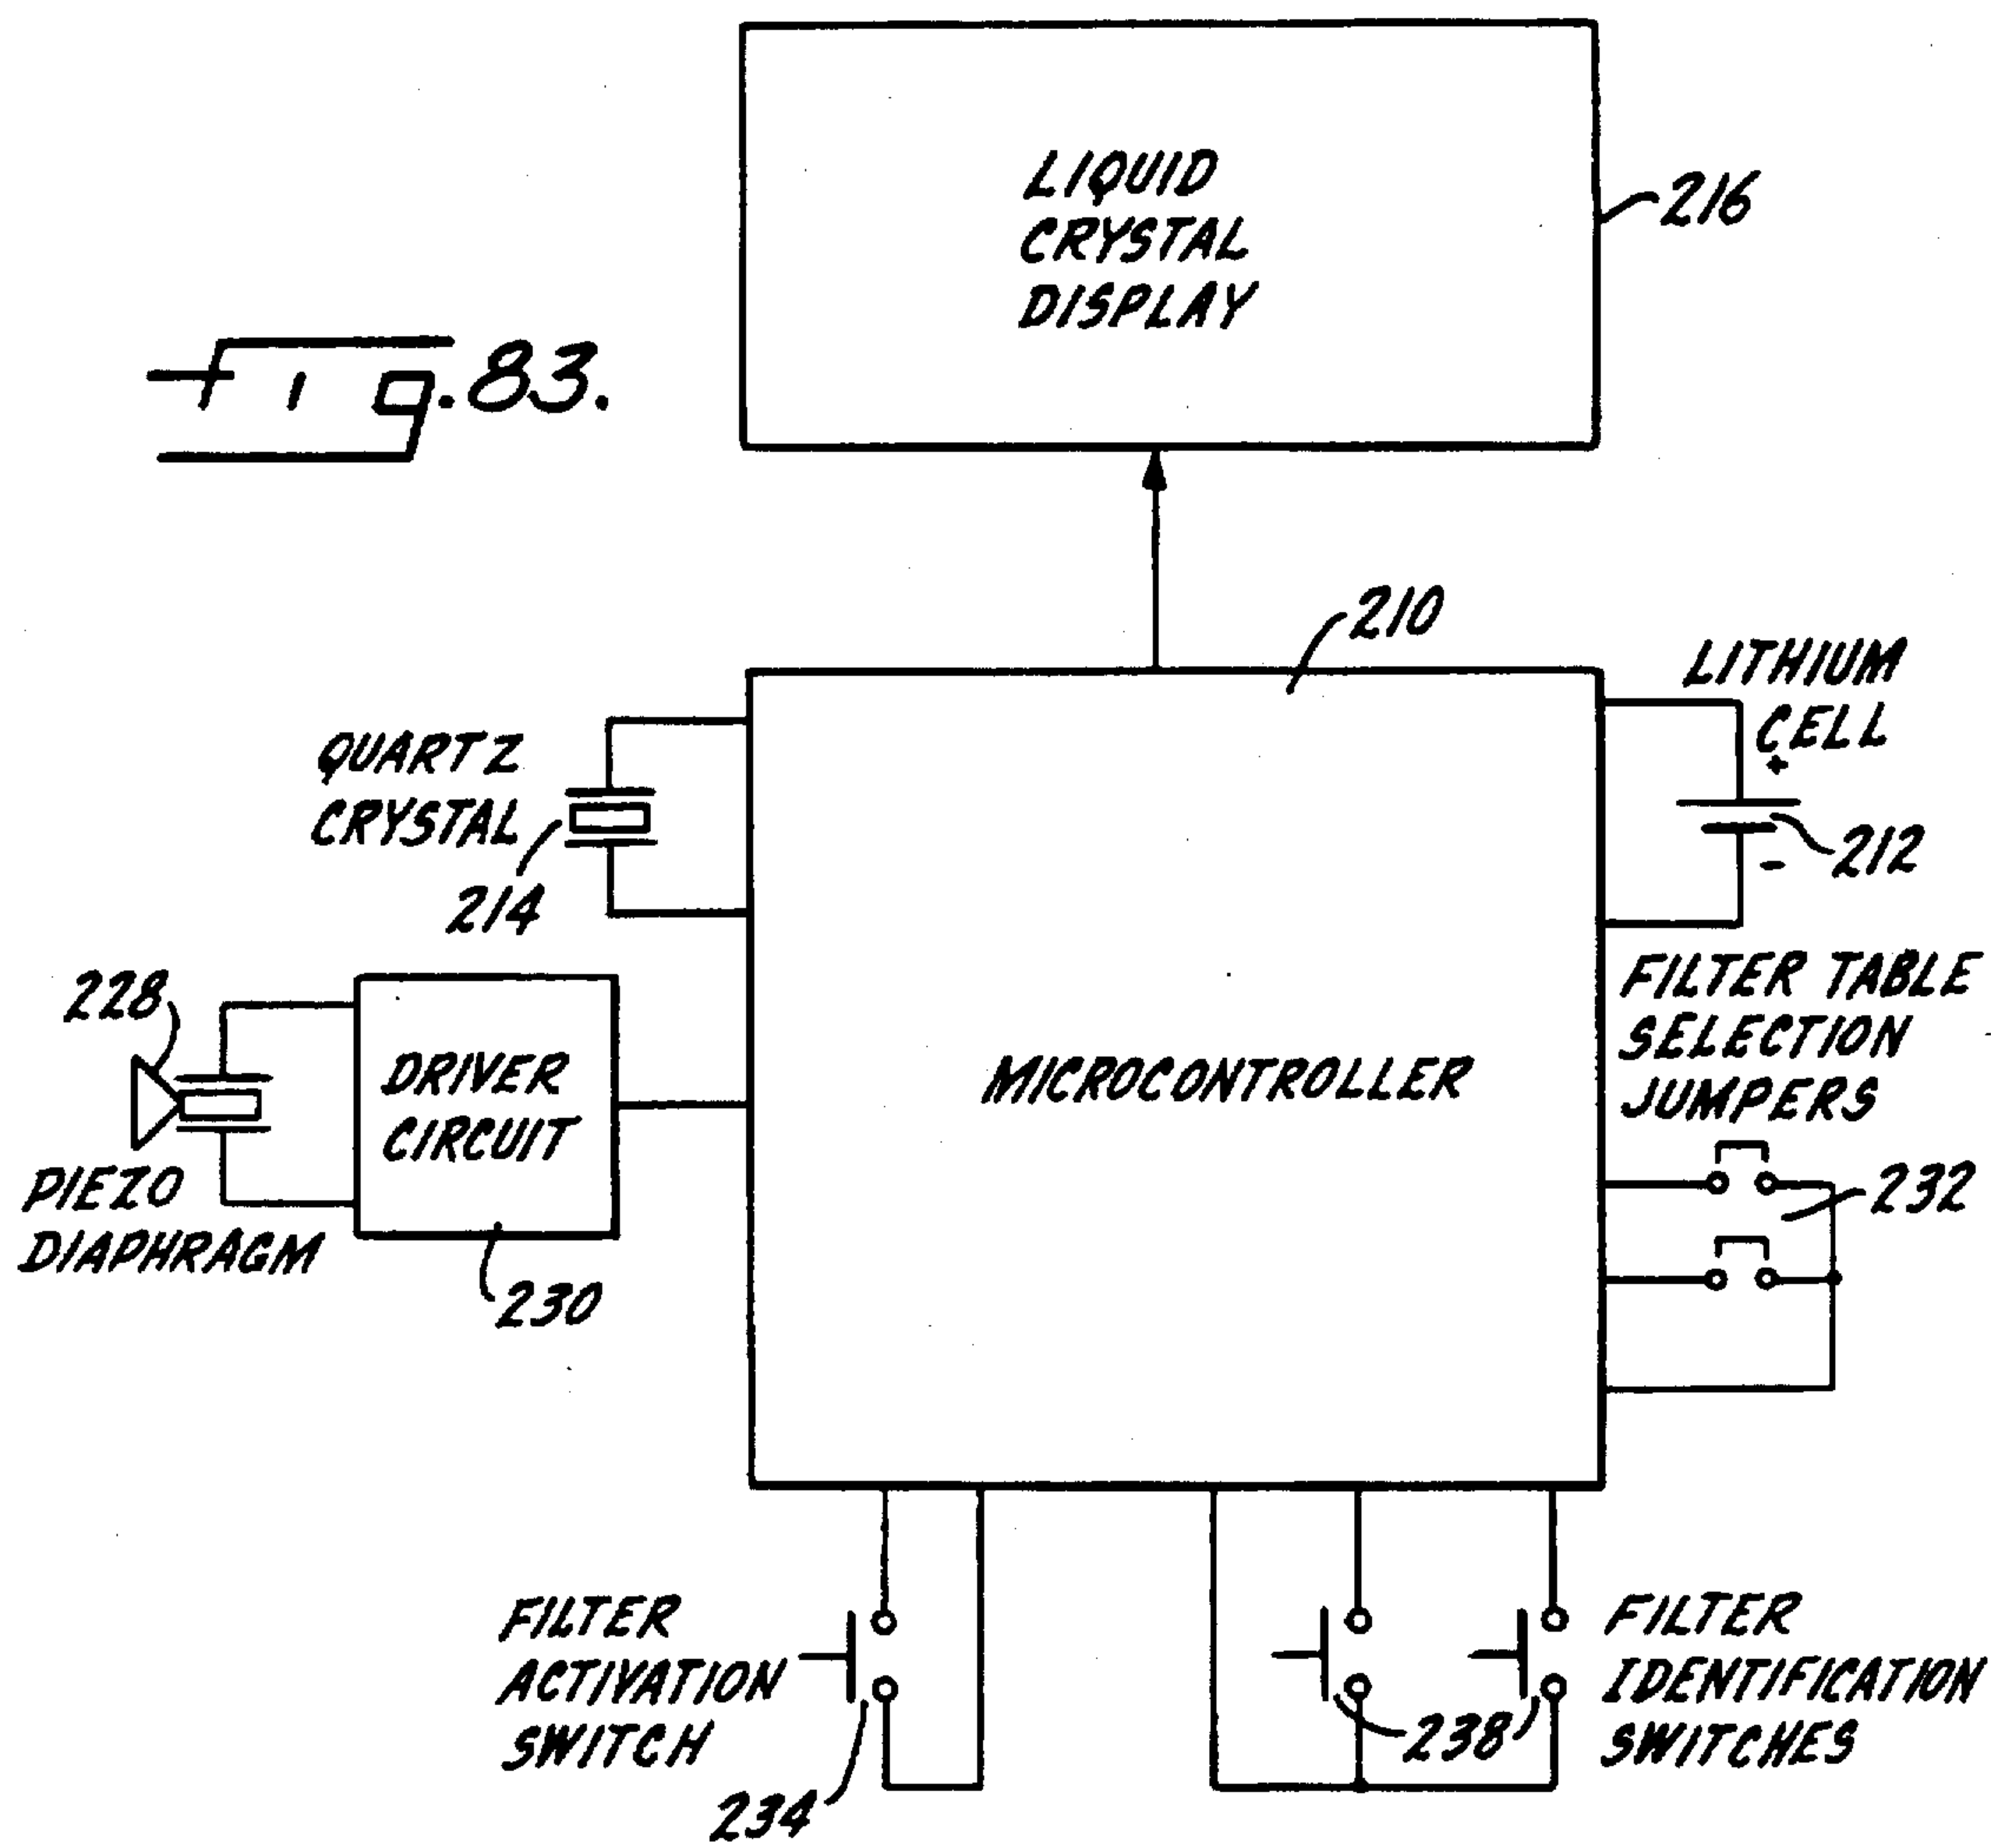 LIQUID
CRYSTAL
DISPLAY
216
Fig.83.
210
LITHIUM
CELL
+
-
212
QUARTZ
CRYSTAL
214
228
DRIVER
CIRCUIT
PIEZO
DIAPHRAGM
230
MICROCONTROLLER
FILTER TABLE
SELECTION
JUMPERS
232
FILTER
ACTIVATION
SWITCH
234
238
FILTER
IDENTIFICATION
SWITCHES